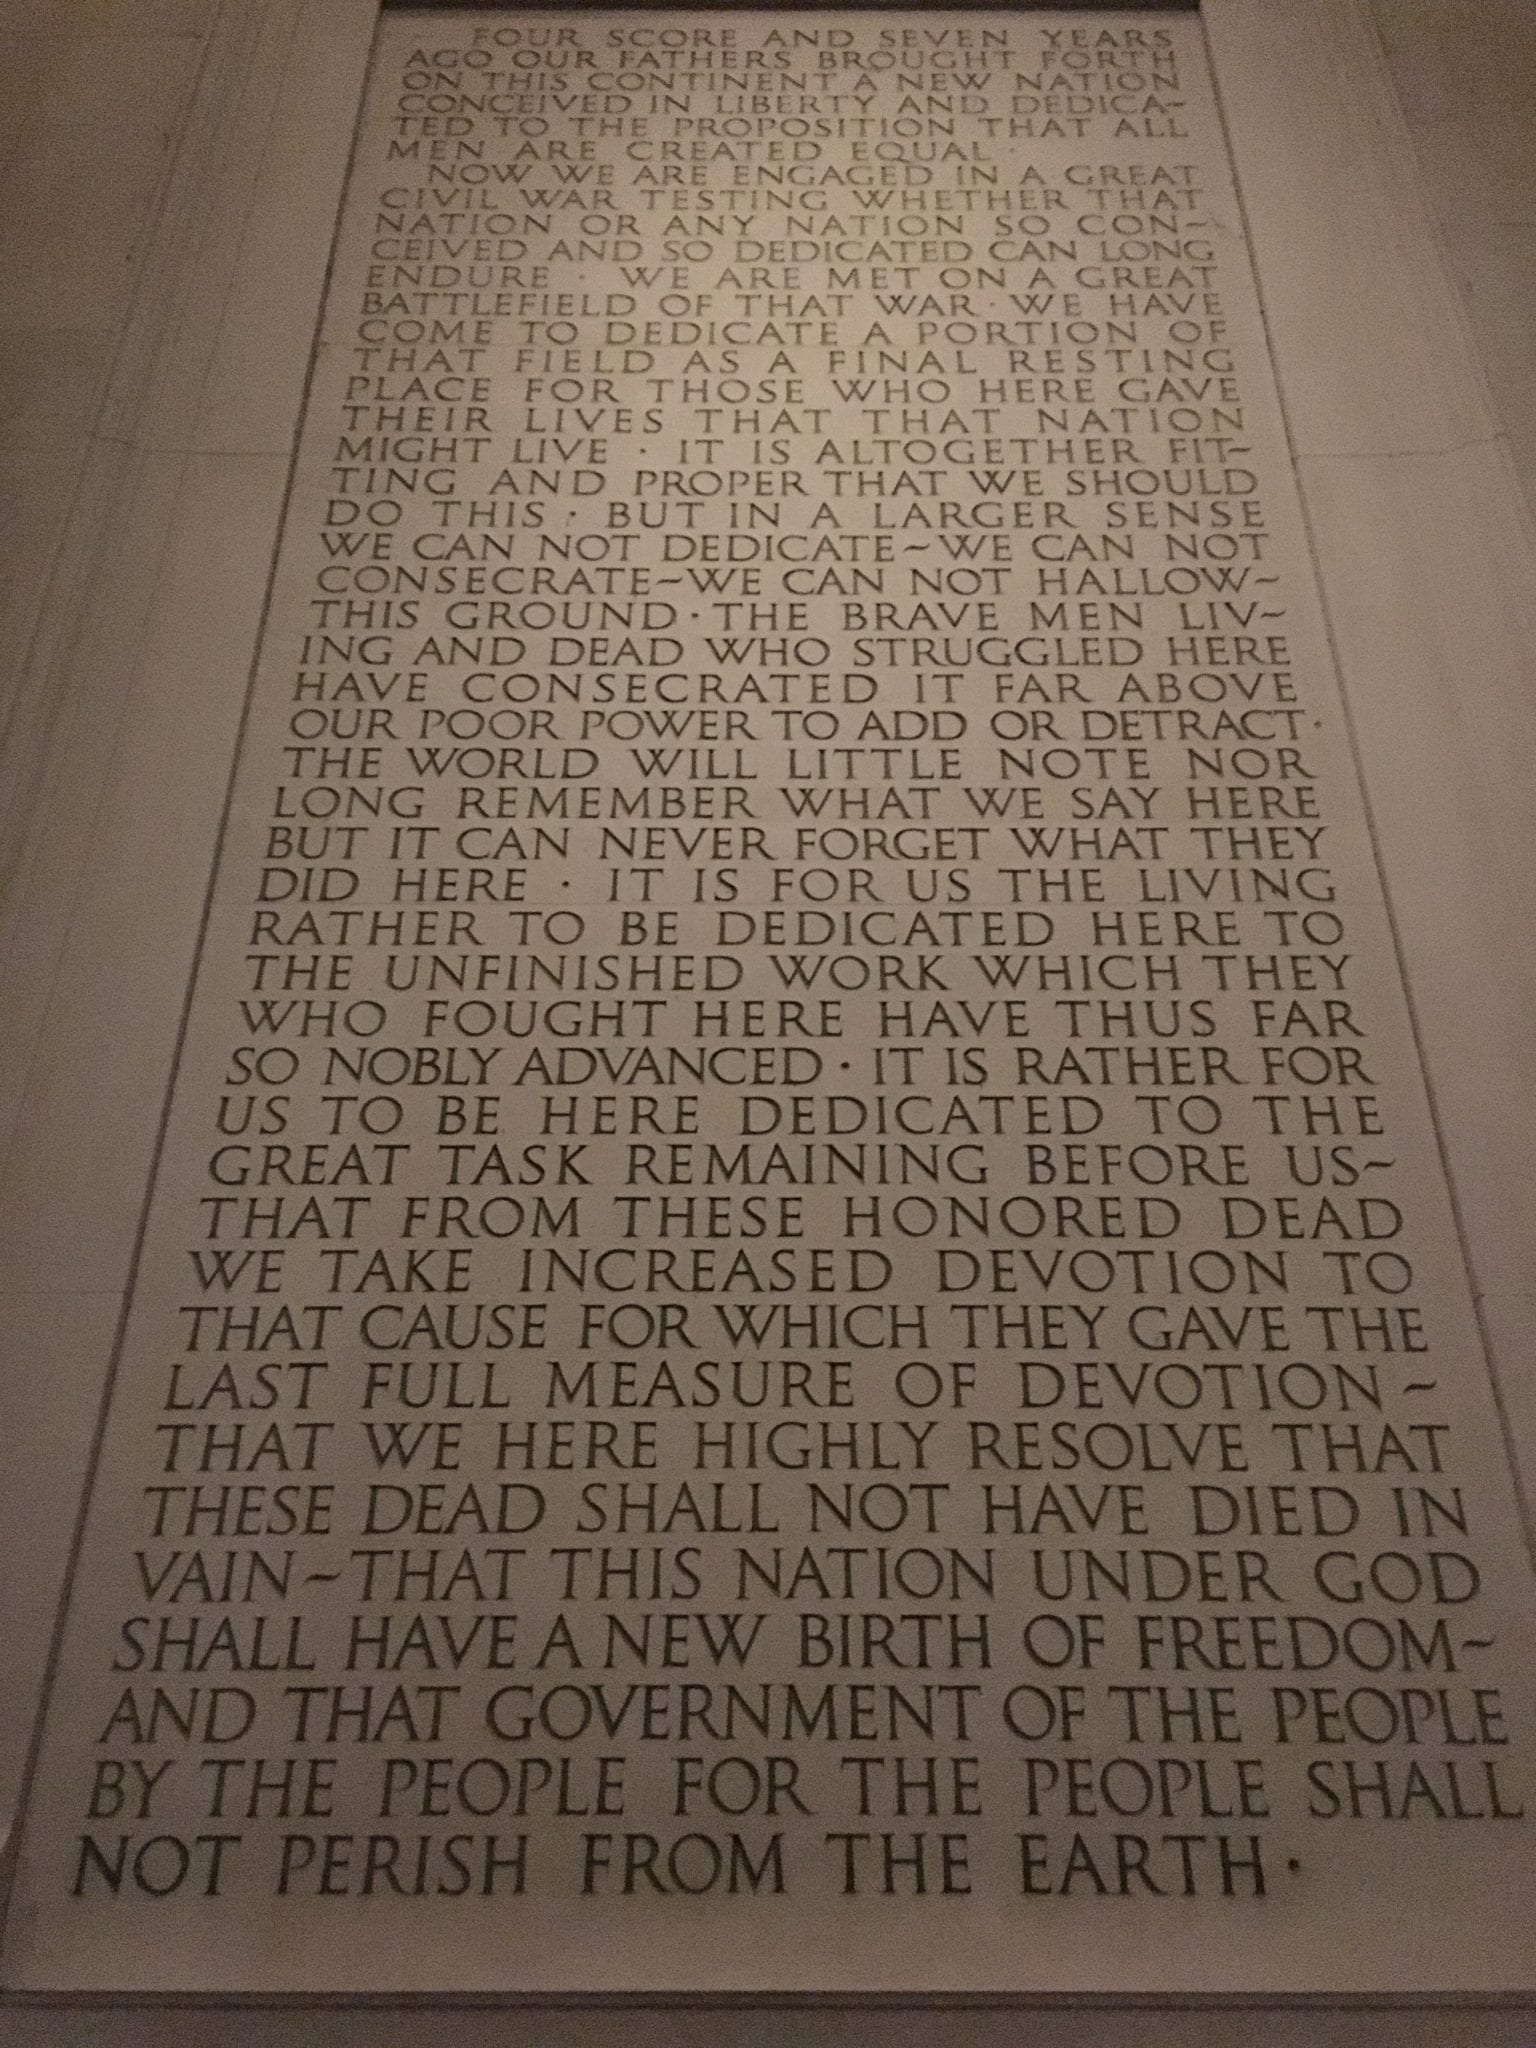 FOUR SCORE AND SEVEN YEARS
AGO OUR FATHERS BROUGHT FORTH
ON THIS CONTINENT A NEW NATION
CONCEIVED IN LIBERTY AND DEDICA~
TED TO THE PROPOSITION THAT ALL
MEN ARE CREATED EQUAL ·
NOW WE ARE ENGAGED IN A GREAT
CIVIL WAR TESTING WHETHER THAT
NATION OR ANY NATION SO CON~
CEIVED AND SO DEDICATED CAN LONG
ENDURE · WE ARE MET ON A GREAT
BATTLEFIELD OF THAT WAR · WE HAVE
COME TO DEDICATE A PORTION OF
THAT FIELD AS A FINAL RESTING
PLACE FOR THOSE WHO HERE GAVE
THEIR LIVES THAT THAT NATION
MIGHT LIVE · IT IS ALTOGETHER FIT~
TING AND PROPER THAT WE SHOULD
DO THIS · BUT IN A LARGER SENSE
WE CAN NOT DEDICATE~WE CAN NOT
CONSECRATE~WE CAN NOT HALLOW~
THIS GROUND · THE BRAVE MEN LIV~
ING AND DEAD WHO STRUGGLED HERE
HAVE CONSECRATED IT FAR ABOVE
OUR POOR POWER TO ADD OR DETRACT ·
THE WORLD WILL LITTLE NOTE NOR
LONG REMEMBER WHAT WE SAY HERE
BUT IT CAN NEVER FORGET WHAT THEY
DID HERE · IT IS FOR US THE LIVING
RATHER TO BE DEDICATED HERE TO
THE UNFINISHED WORK WHICH THEY
WHO FOUGHT HERE HAVE THUS FAR
SO NOBLY ADVANCED · IT IS RATHER FOR
US TO BE HERE DEDICATED TO THE
GREAT TASK REMAINING BEFORE US~
THAT FROM THESE HONORED DEAD
WE TAKE INCREASED DEVOTION TO
THAT CAUSE FOR WHICH THEY GAVE THE
LAST FULL MEASURE OF DEVOTION ~
THAT WE HERE HIGHLY RESOLVE THAT
THESE DEAD SHALL NOT HAVE DIED IN
VAIN~THAT THIS NATION UNDER GOD
SHALL HAVE A NEW BIRTH OF FREEDOM~
AND THAT GOVERNMENT OF THE PEOPLE
BY THE PEOPLE FOR THE PEOPLE SHALL
NOT PERISH FROM THE EARTH ·